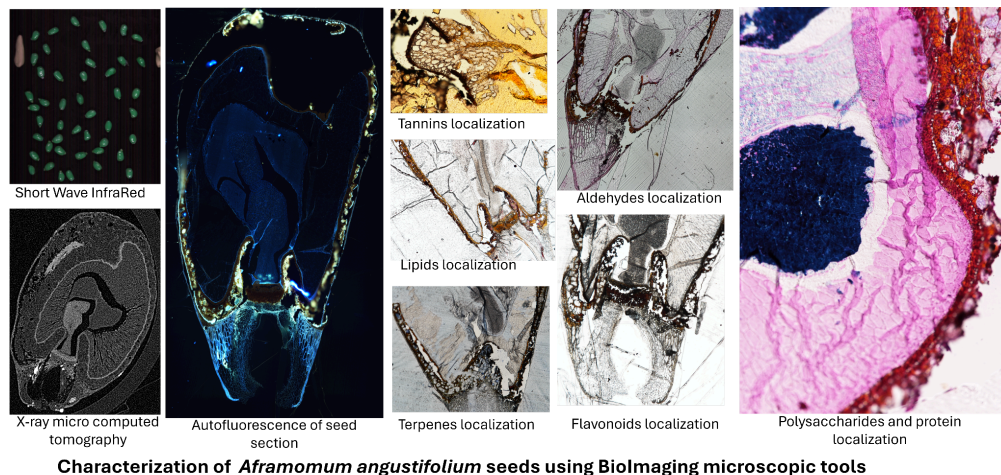 Short Wave InfraRed
X-ray micro computed
tomography
Autofluorescence of seed
section
Tannins localization
Lipids localization
Terpenes localization
Aldehydes localization
Flavonoids localization
Polysaccharides and protein
localization
Characterization of Aframomum angustifolium seeds using BioImaging microscopic tools